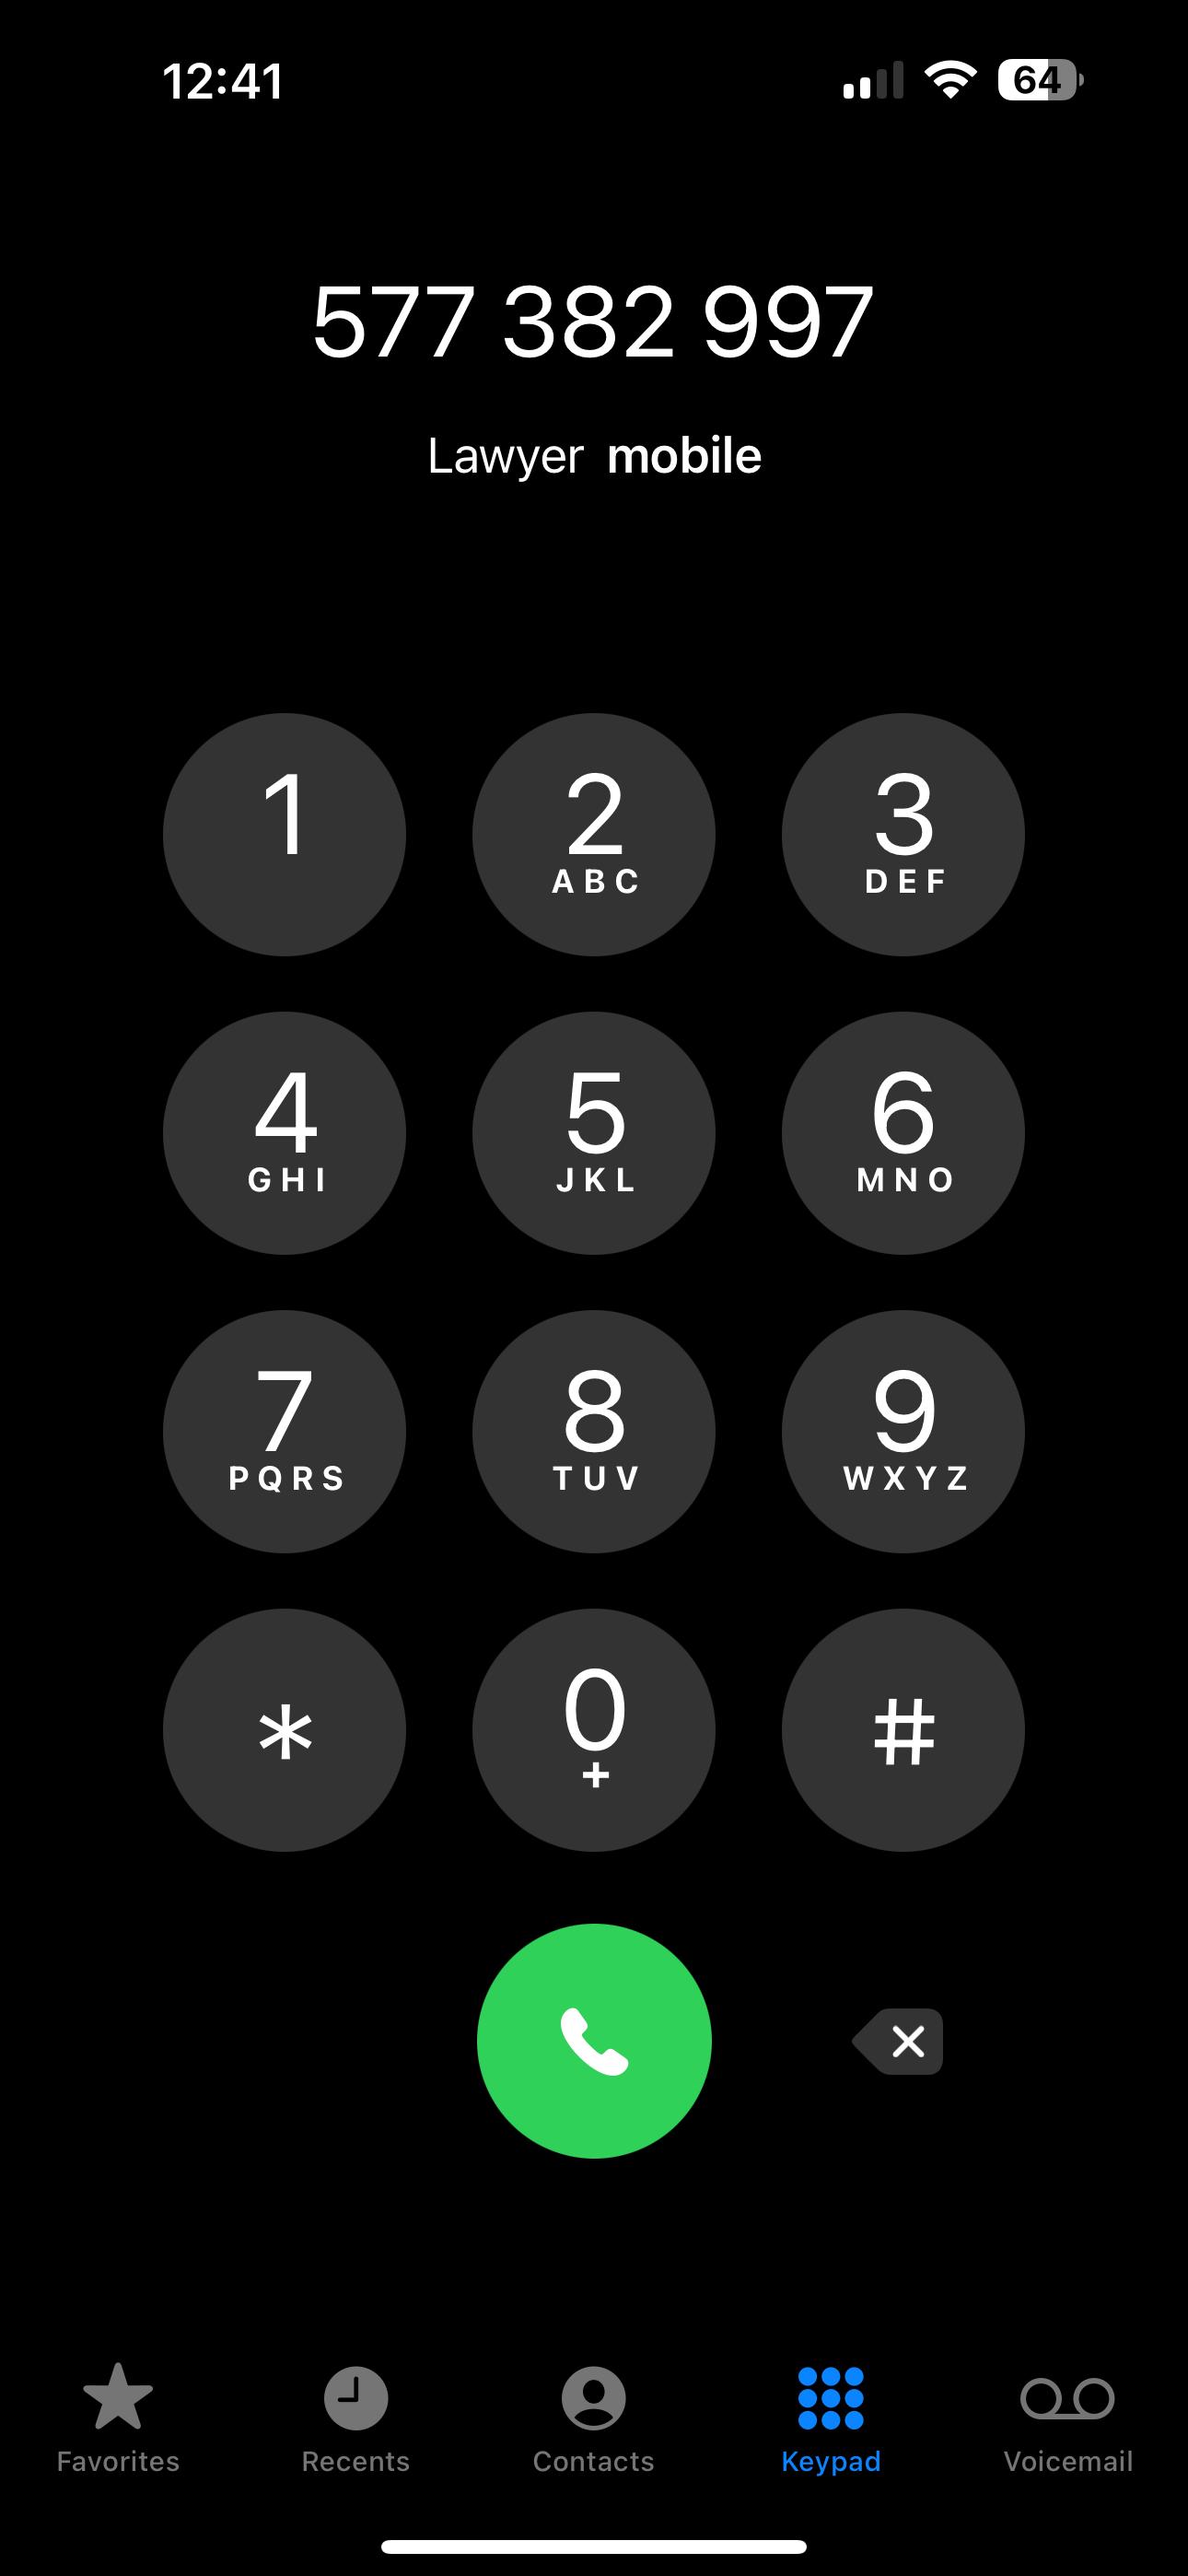 12:41
64
577 382 997
Lawyer mobile
1
2
ABC
3
DEF
4
GHI
5
JKL
6
MNO
7
PQRS
8
TUV
9
WXYZ
*
0
+
#
Favorites
Recents
Contacts
Keypad
Voicemail